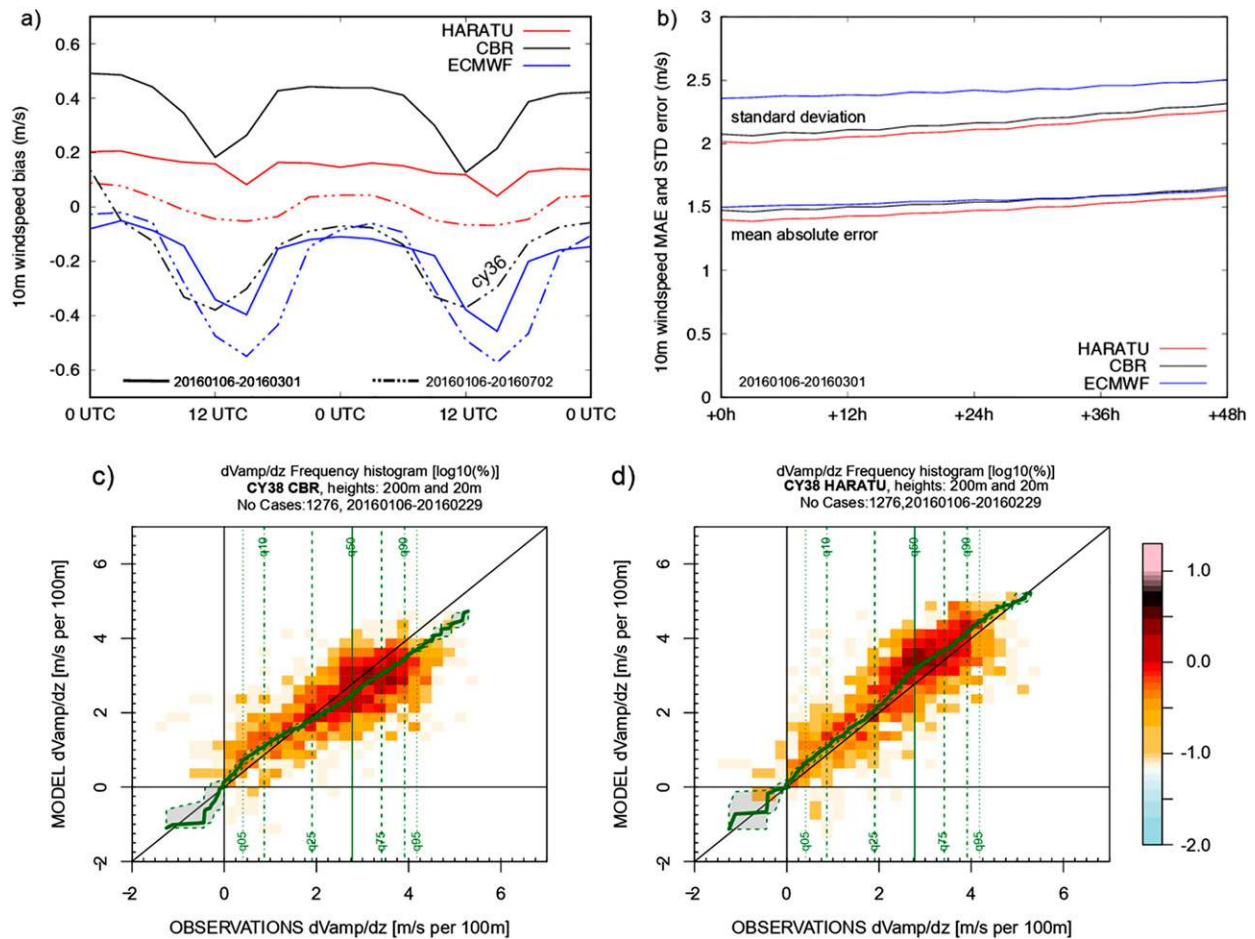 a)
10m windspeed bias (m/s)
0.6
0.4
0.2
0
-0.2
-0.4
-0.6
HARATU
CBR
ECMWF
cy36
20160106-20160301
20160106-20160702
0 UTC
12 UTC
0 UTC
12 UTC
0 UTC
b)
10m windspeed MAE and STD error (m/s)
3
2.5
2
1.5
1
0.5
0
standard deviation
mean absolute error
HARATU
CBR
ECMWF
20160106-20160301
+0h
+12h
+24h
+36h
+48h
c)
dVamp/dz Frequency histogram [log10(%)]
CY38 CBR, heights: 200m and 20m
No Cases:1276, 20160106-20160229
MODEL dVamp/dz [m/s per 100m]
6
4
2
0
-2
q10
q50
q90
q05
q25
q75
q95
−2
0
2
4
6
OBSERVATIONS dVamp/dz [m/s per 100m]
d)
dVamp/dz Frequency histogram [log10(%)]
CY38 HARATU, heights: 200m and 20m
No Cases:1276,20160106-20160229
MODEL dVamp/dz [m/s per 100m]
6
4
2
0
-2
q10
q50
q90
q05
q25
q75
q95
−2
0
2
4
6
OBSERVATIONS dVamp/dz [m/s per 100m]
1.0
0.0
-1.0
-2.0